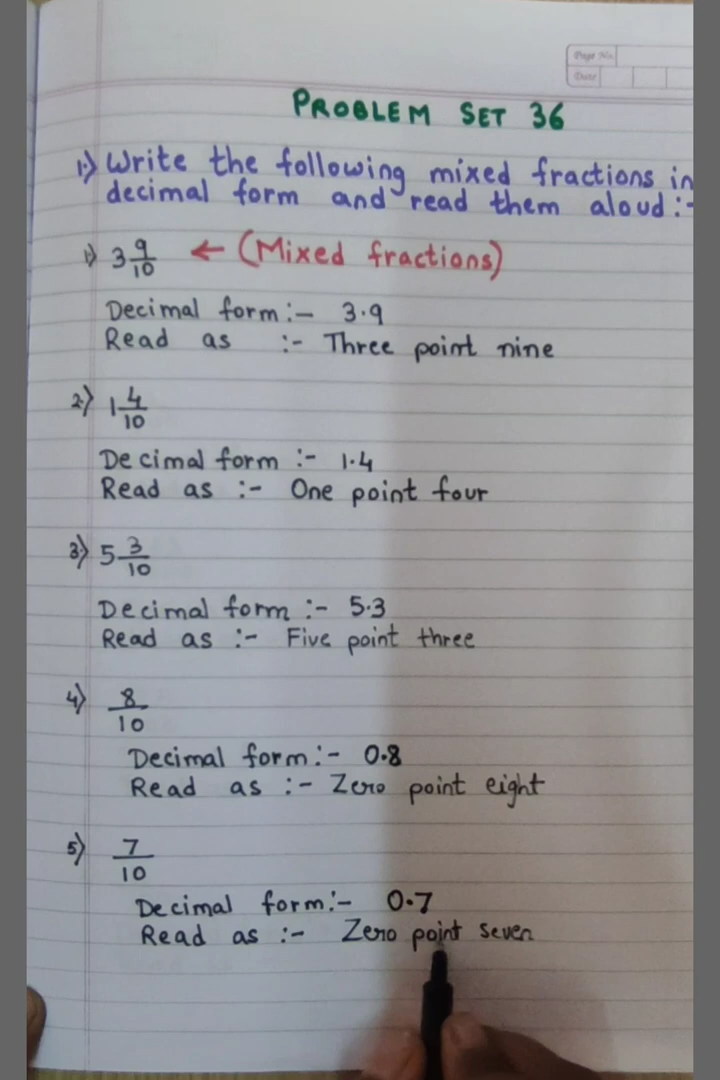 Page No.
Date
PROBLEM SET 36
1.) Write the following mixed fractions in
decimal form and read them aloud:-
1) 3 9/10 ← (Mixed fractions)
Decimal form:- 3.9
Read as :- Three point nine
2.) 1 4/10
Decimal form :- 1.4
Read as :- One point four
3.) 5 3/10
Decimal form :- 5.3
Read as :- Five point three
4) 8/10
Decimal form:- 0.8
Read as :- Zero point eight
5) 7/10
Decimal form:- 0.7
Read as :- Zero point seven